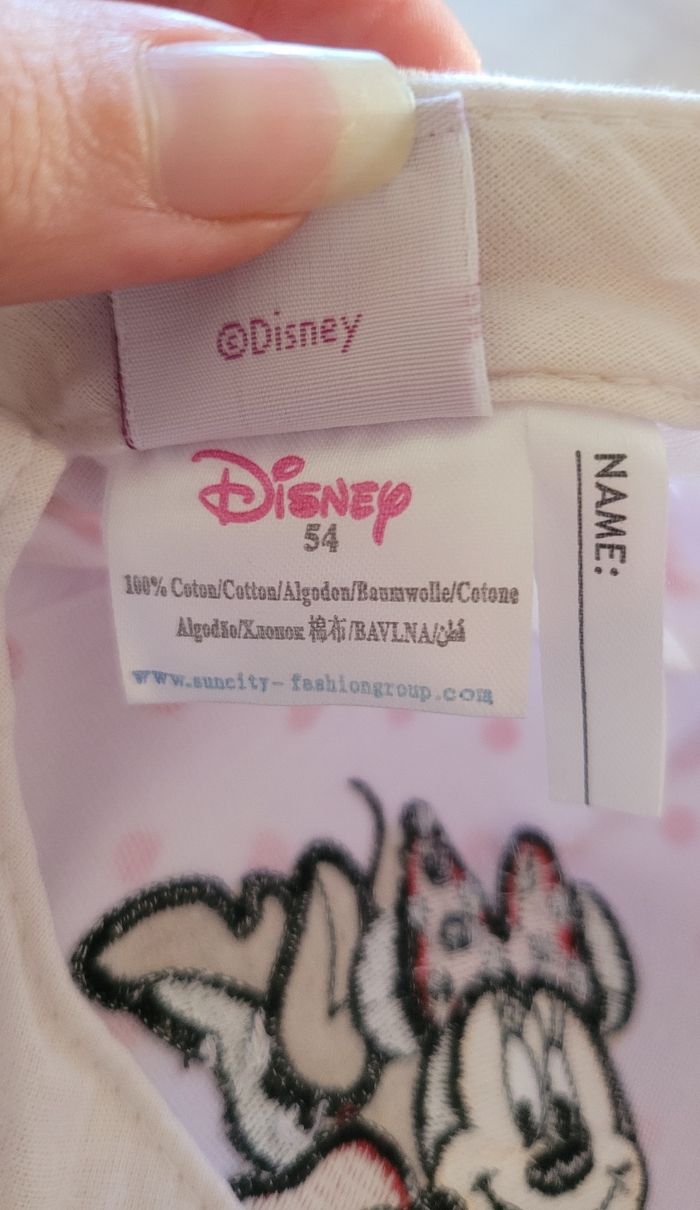 ©Disney
Disney
54
100% Coton/Cotton/Algodon/Baumwolle/Cotone
Algodão/Хлопок 棉布/BAVLNA/قطن
www.suncity-fashiongroup.com
NAME: